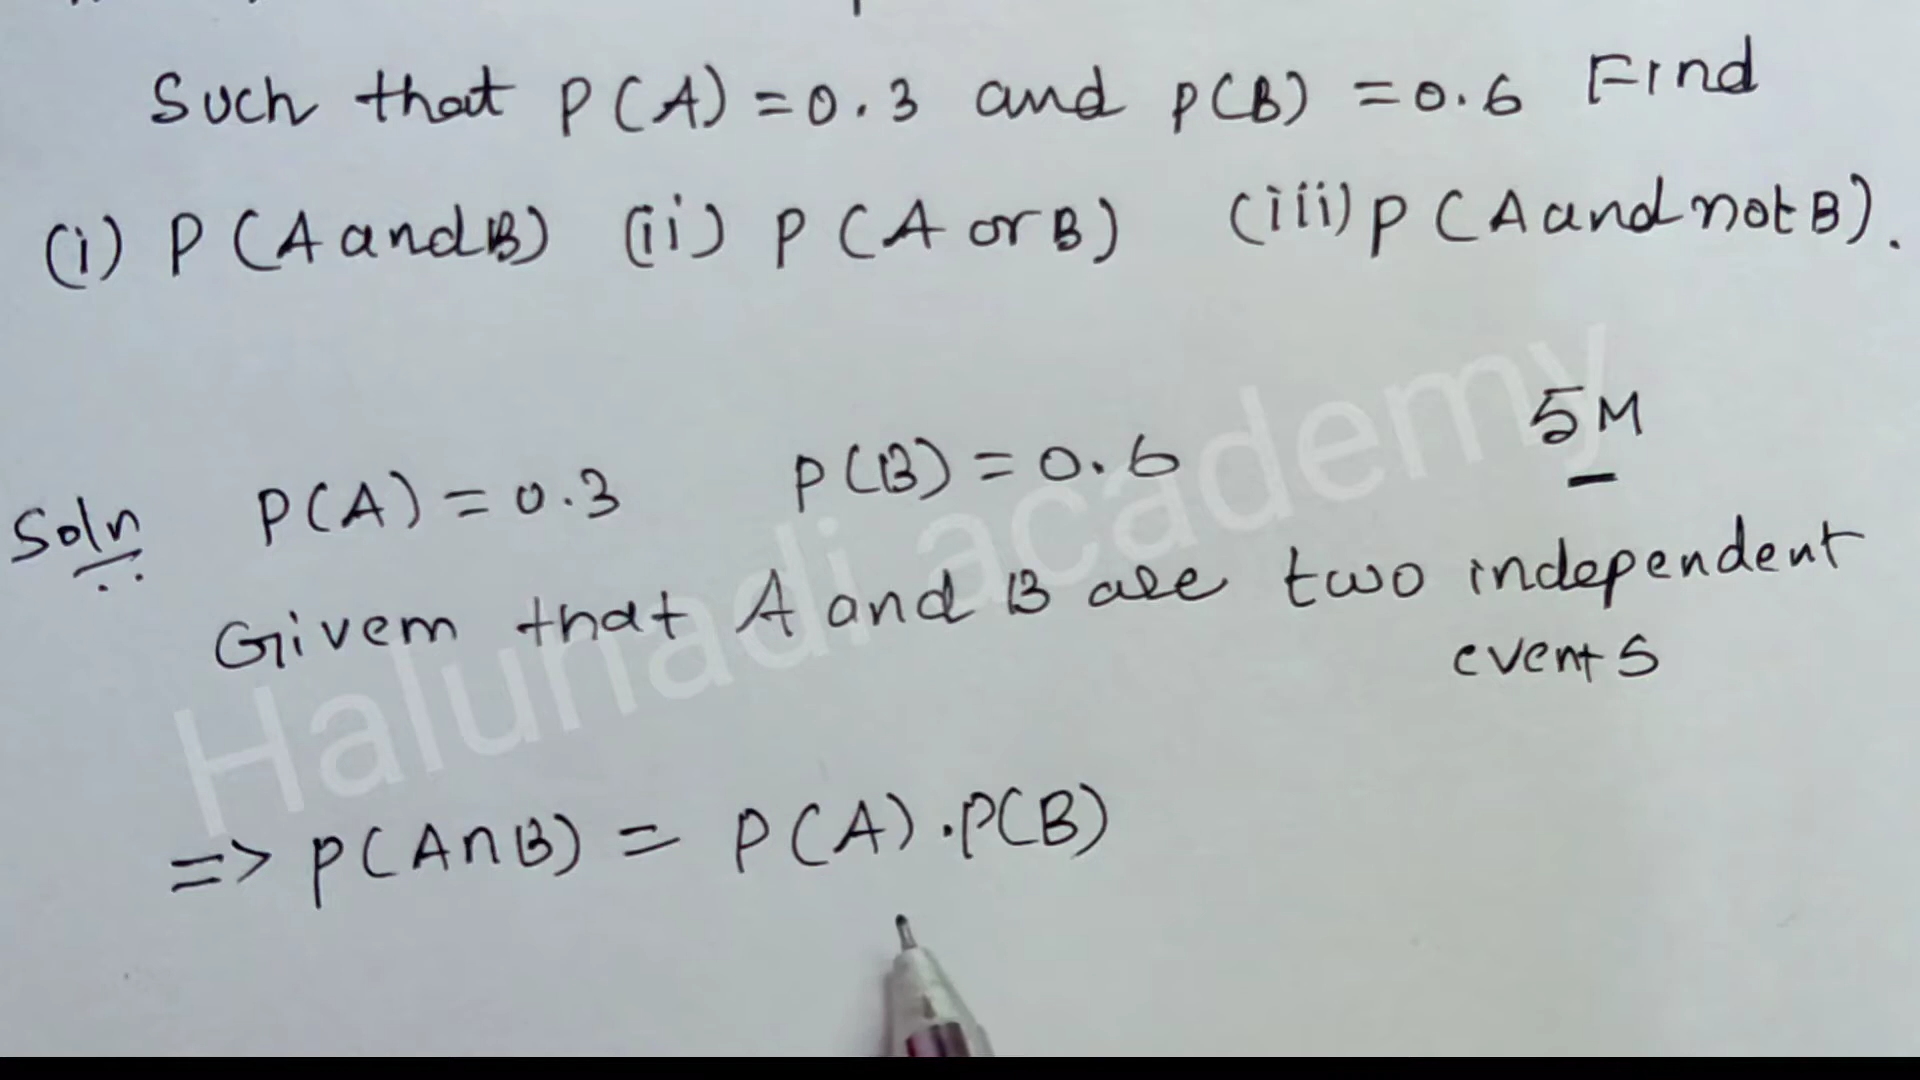 Such that P(A)=0.3 and P(B)=0.6 Find
(i) P(A and B) (ii) P(A or B) (iii) P(A and not B).
5M
Soln P(A)=0.3 P(B)=0.6
Givem that A and B are two independent
events
=> P(A∩B) = P(A).P(B)
Halunadi academy